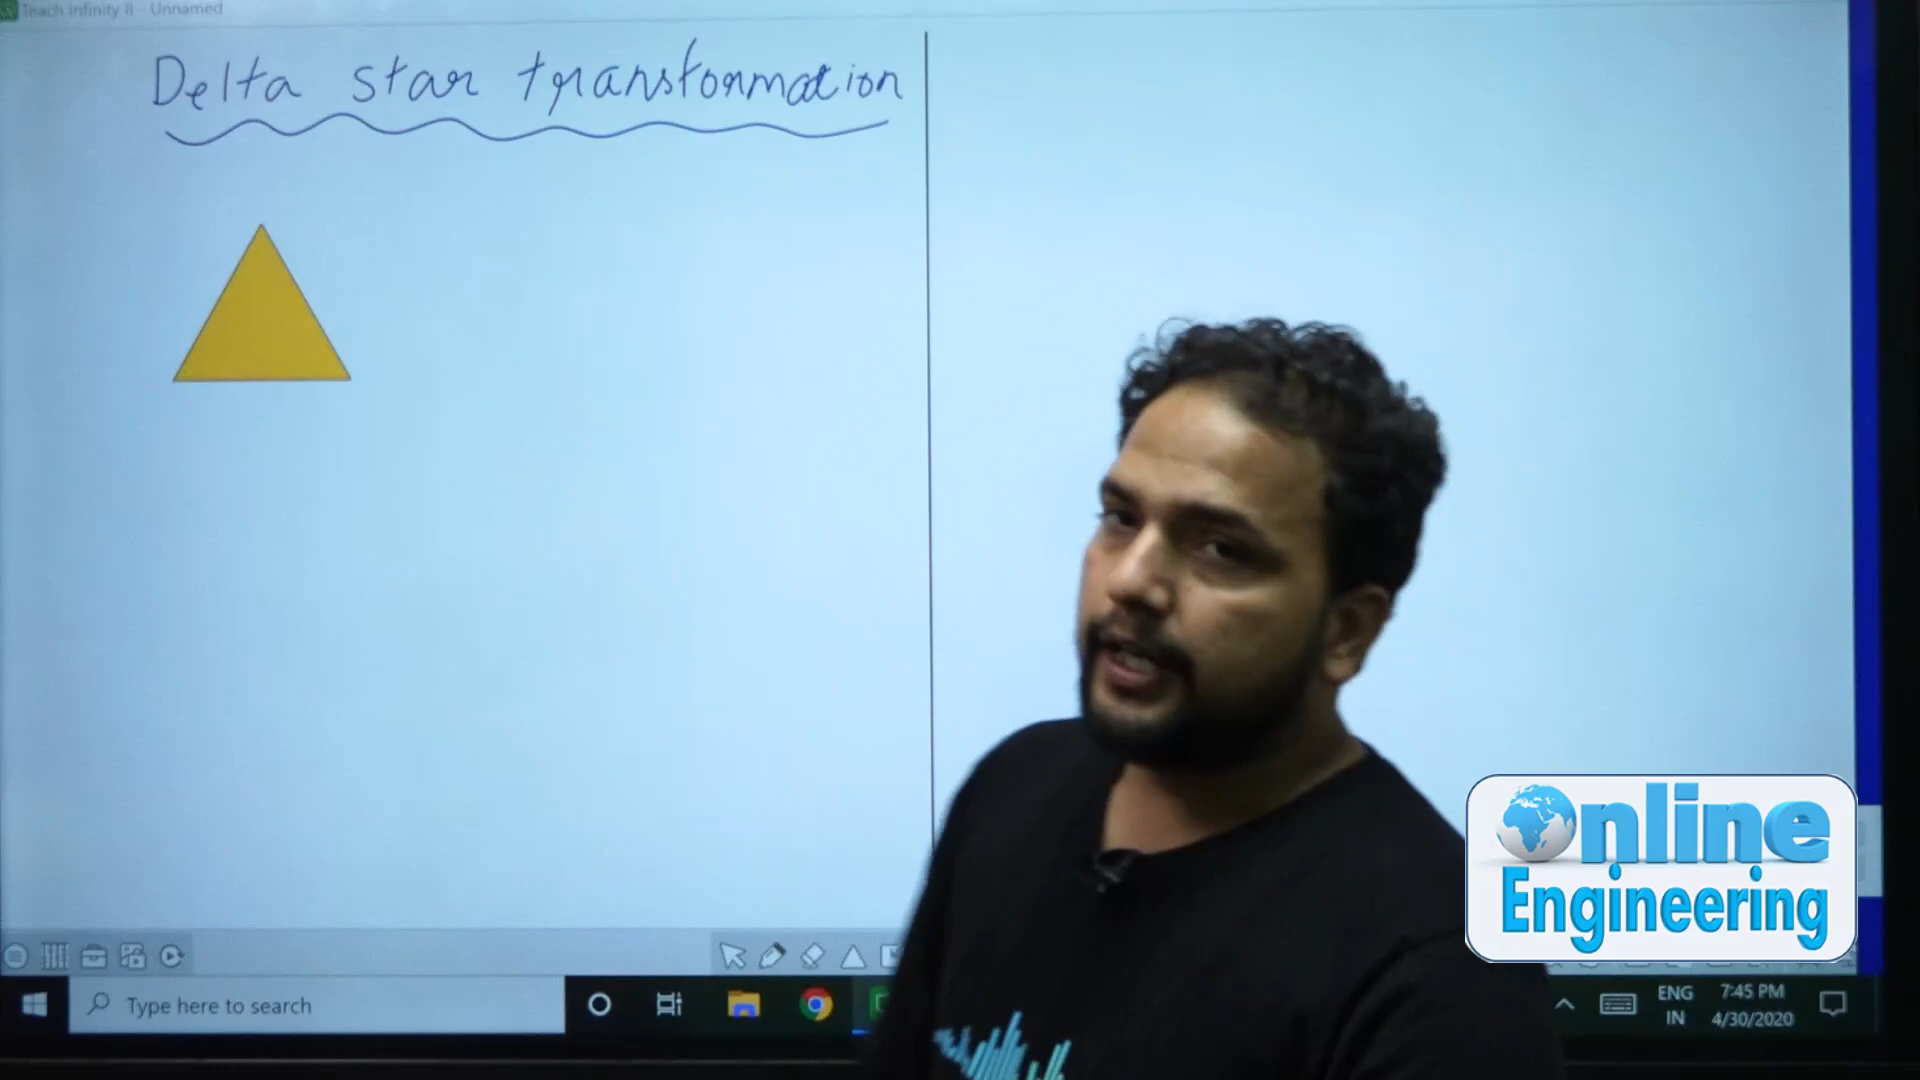 Teach Infinity II - Unnamed
Delta star transformation
Online
Engineering
Type here to search
ENG
IN
7:45 PM
4/30/2020